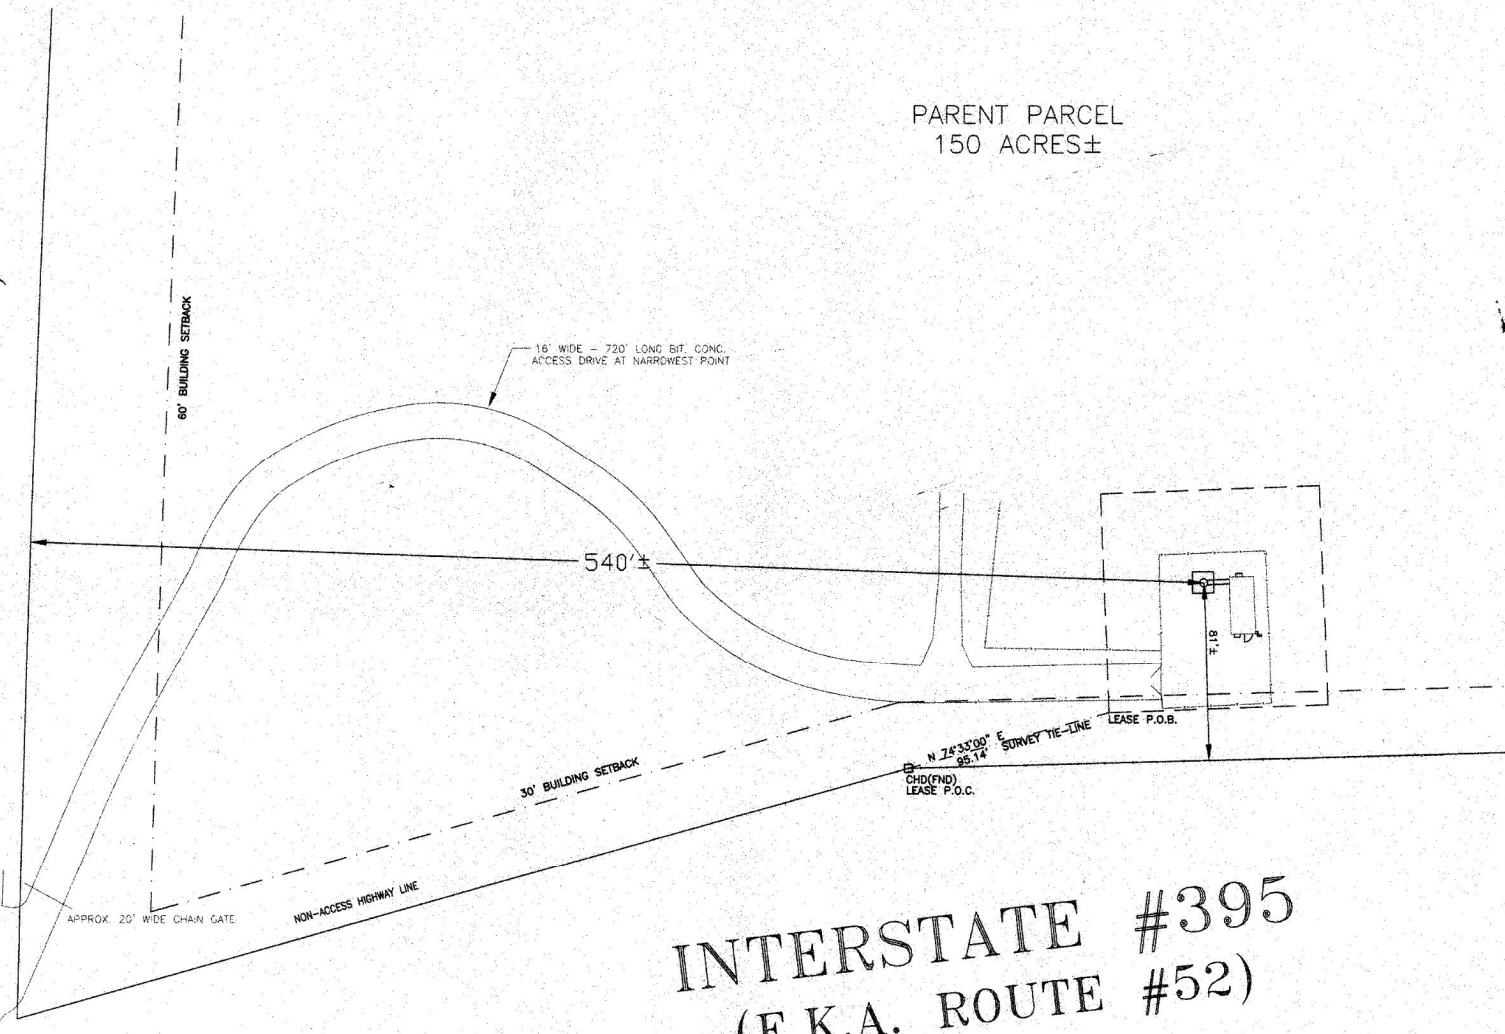 PARENT PARCEL
150 ACRES±
60' BUILDING SETBACK
16' WIDE – 720' LONG BIT. CONC.
ACCESS DRIVE AT NARROWEST POINT
540'±
81'±
LEASE P.O.B.
N 74°33'00" E
95.14'
SURVEY TIE-LINE
CHD(FND)
LEASE P.O.C.
30' BUILDING SETBACK
NON-ACCESS HIGHWAY LINE
APPROX. 20' WIDE CHAIN GATE
INTERSTATE #395
(F.K.A. ROUTE #52)